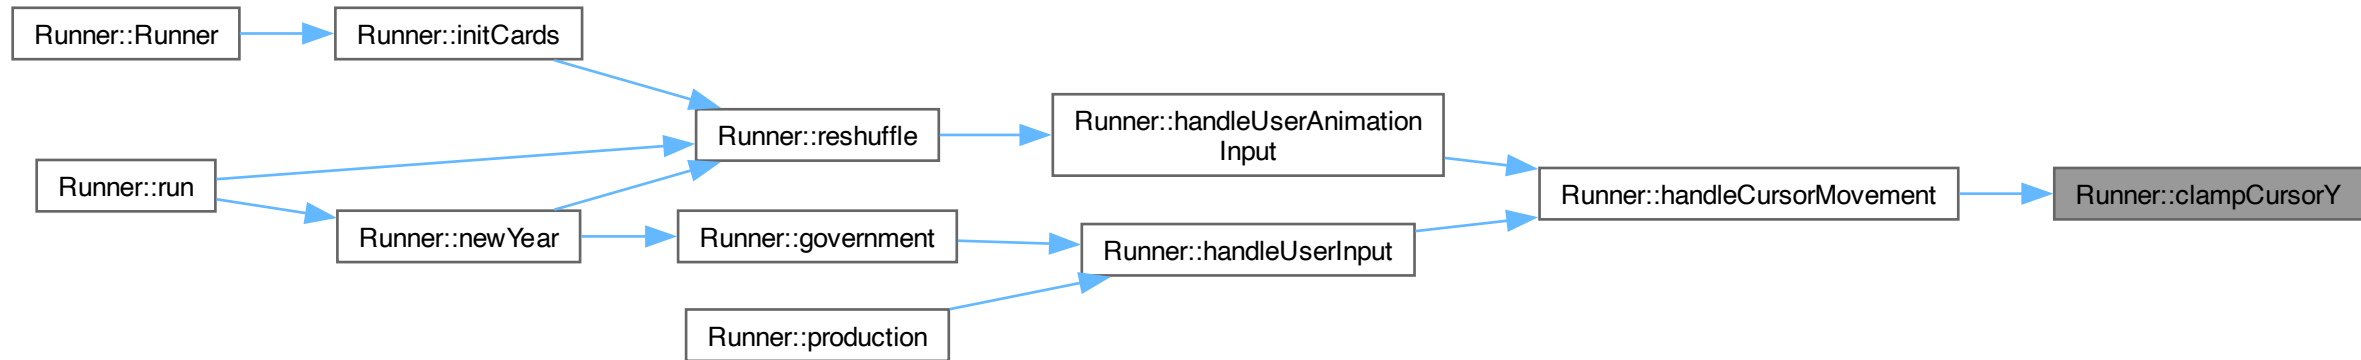 Runner::Runner
Runner::initCards
Runner::reshuffle
Runner::handleUserAnimation
Input
Runner::run
Runner::handleCursorMovement
Runner::clampCursorY
Runner::newYear
Runner::government
Runner::handleUserInput
Runner::production